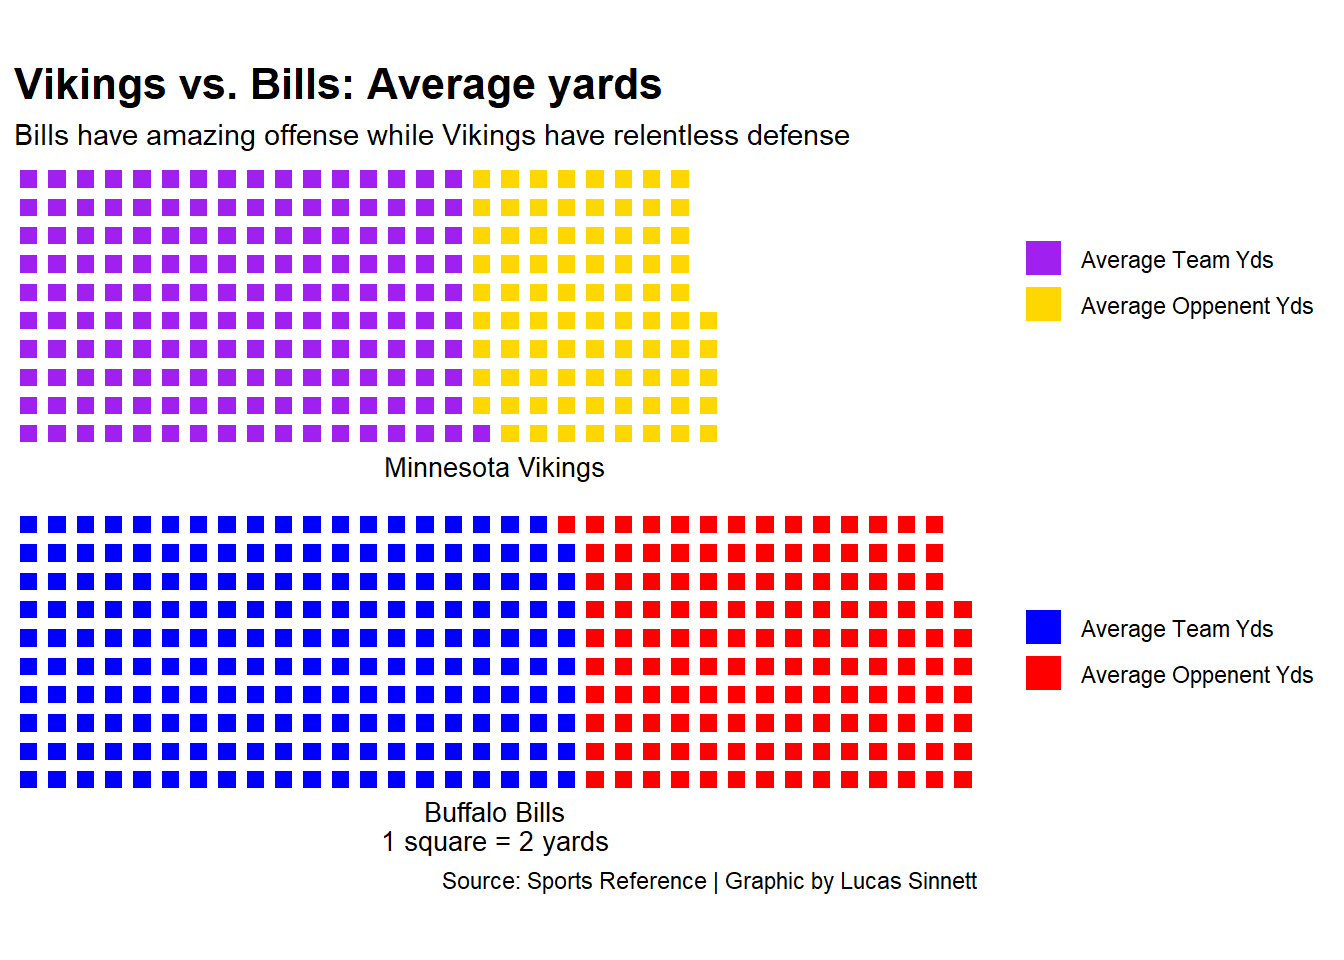 Vikings vs. Bills: Average yards
Bills have amazing offense while Vikings have relentless defense
Average Team Yds
Average Oppenent Yds
Minnesota Vikings
Average Team Yds
Average Oppenent Yds
Buffalo Bills
1 square = 2 yards
Source: Sports Reference | Graphic by Lucas Sinnett